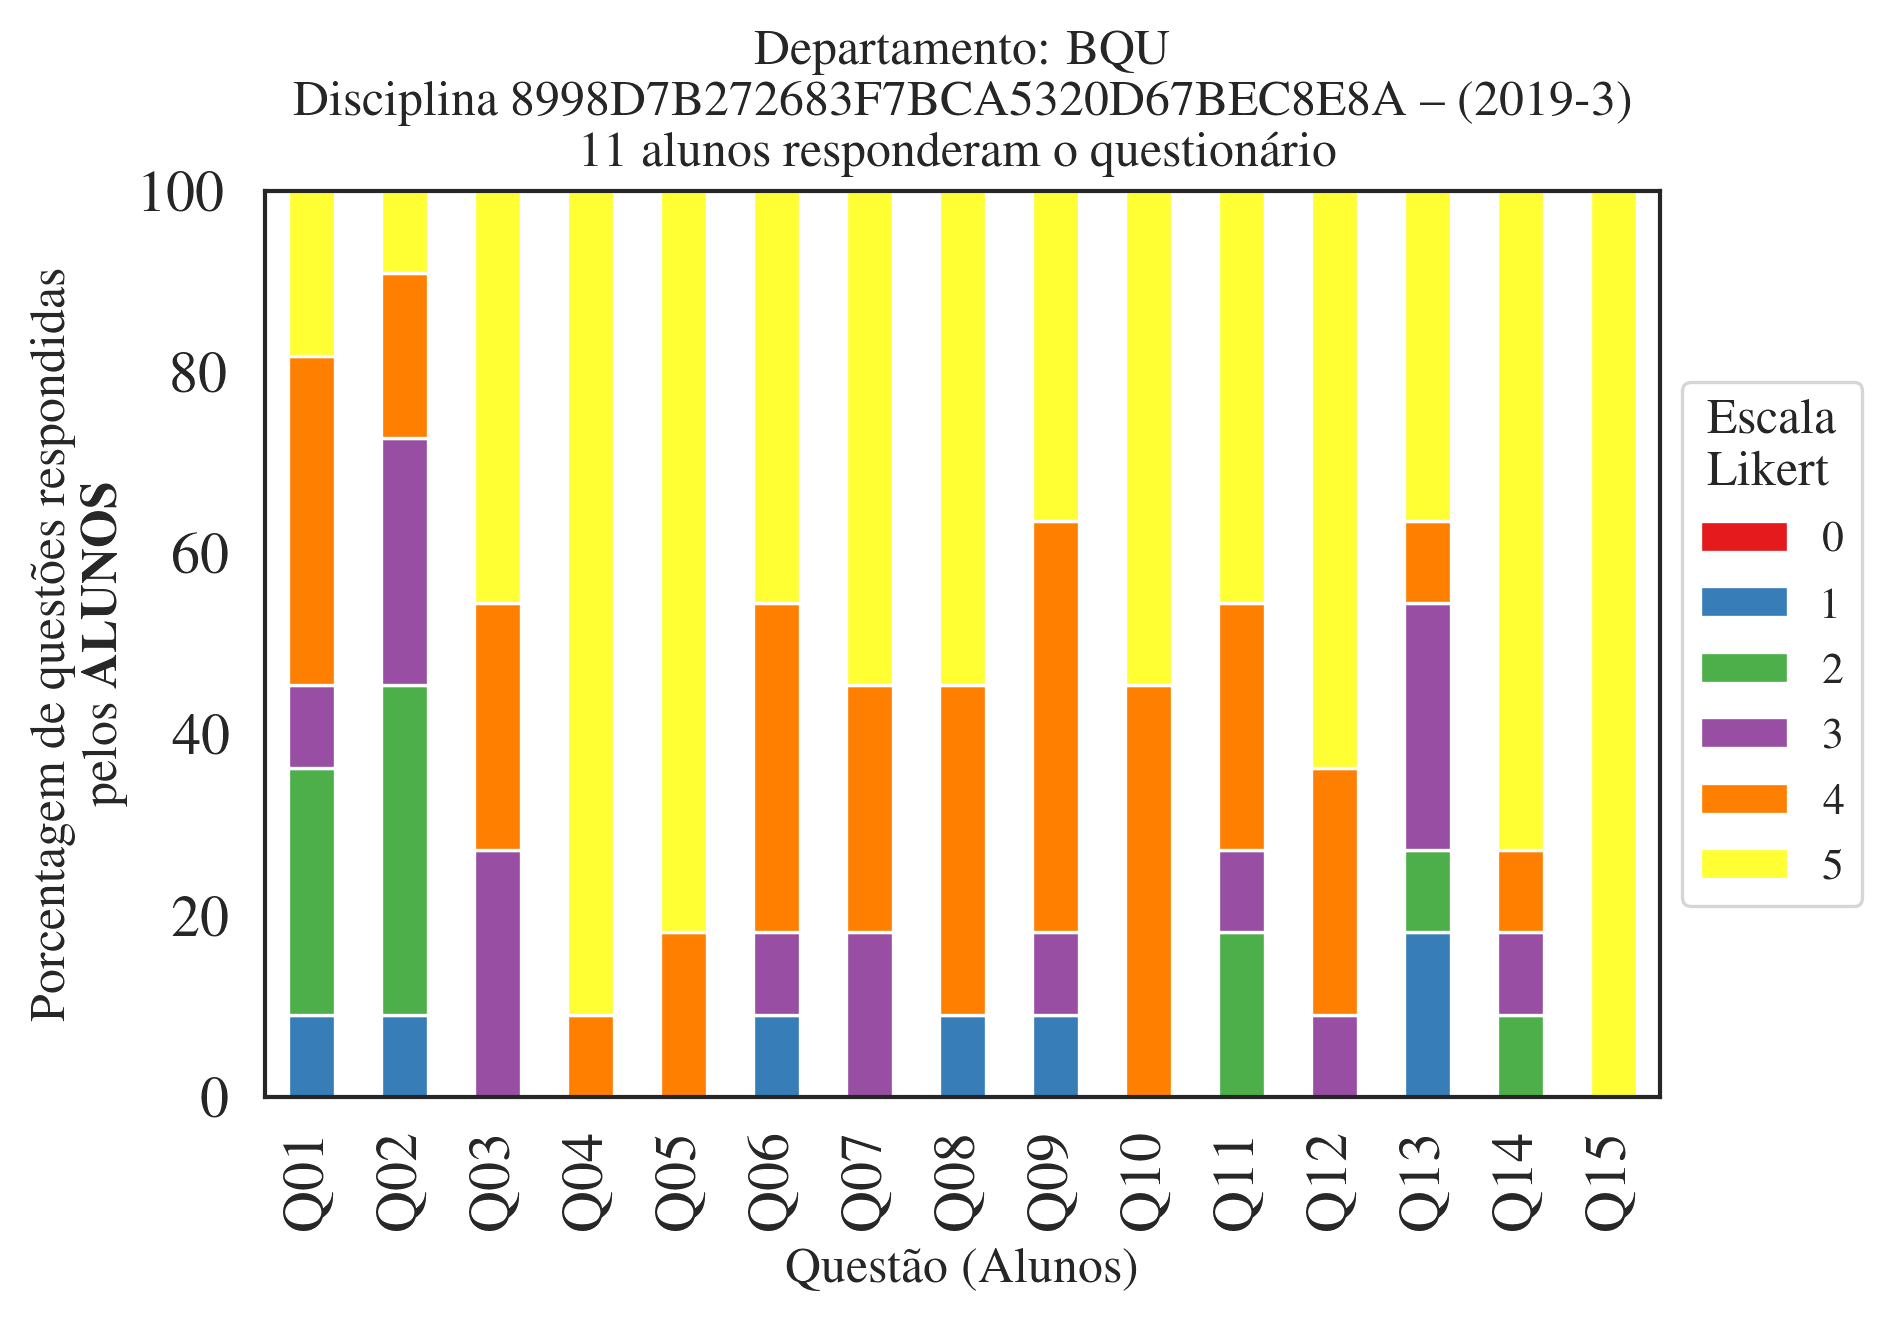 Departamento: BQU
Disciplina 8998D7B272683F7BCA5320D67BEC8E8A – (2019-3)
11 alunos responderam o questionário
Porcentagem de questões respondidas
pelos ALUNOS
100
80
60
40
20
0
Q01 Q02 Q03 Q04 Q05 Q06 Q07 Q08 Q09 Q10 Q11 Q12 Q13 Q14 Q15
Questão (Alunos)
Escala
Likert
0
1
2
3
4
5